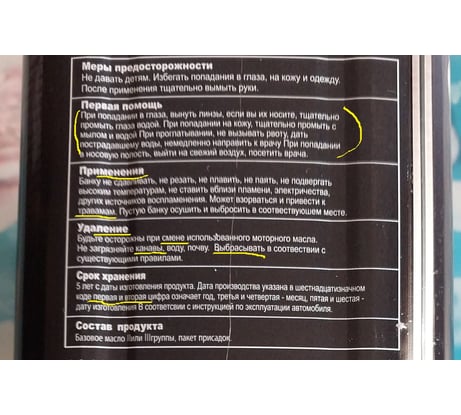 Меры предосторожности
Не давать детям. Избегать попадания в глаза, на кожу и одежду.
После применения тщательно вымыть руки.
Первая помощь
При попадании в глаза, вынуть линзы, если вы их носите, тщательно
промыть глаза водой. При попадании на кожу, тщательно промыть с
мылом и водой При проглатывании, не вызывать рвоту, дать
пострадавшему воды, немедленно направить к врачу При попадании
в носовую полость, выйти на свежий воздух, посетить врача.
Применения
Банку не сдавливать, не резать, не плавить, не паять, не подвергать
высоким температурам, не ставить вблизи пламени, электричества,
других источников воспламенения. Может взорваться и привести к
травамам. Пустую банку осушить и выбросить в соответствуюшем месте.
Удаление
Будьте осторожны при смене использованного моторного масла.
Не загрязняйте канавы, воду, почву. Выбрасывать в соответствии с
существующими правилами.
Срок хранения
5 лет с даты изготовления продукта. Дата производства указана в шестнадцатизначном
коде первая и вторая цифра означает год, третья и четвертая - месяц, пятая и шестая -
дату изготовления В соответсвии с инструкцией по эксплуатации автомобиля.
Состав продукта
Базовое масло IIили IIIгруппы, пакет присадок.